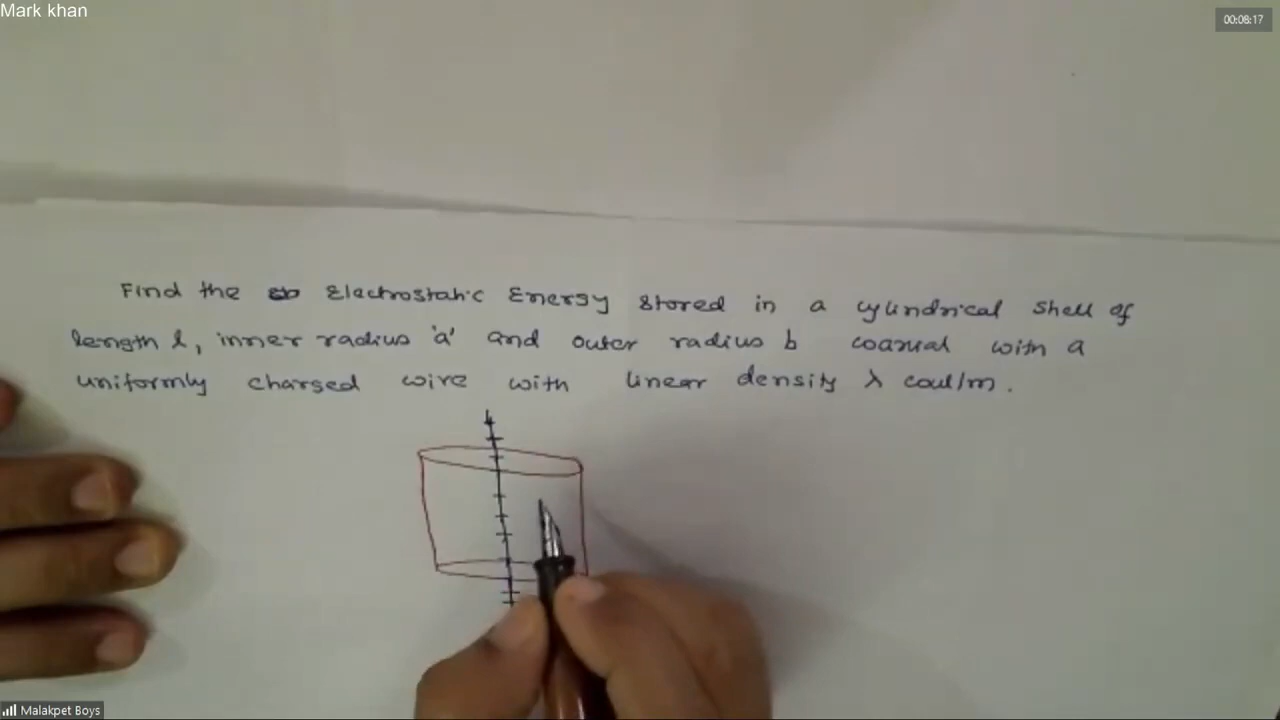 Mark khan
00:08:17
Find the Electrostatic Energy stored in a cylindrical shell of
length l, inner radius 'a' and outer radius b coaxial with a
uniformly charged wire with linear density λ coul/m.
Malakpet Boys